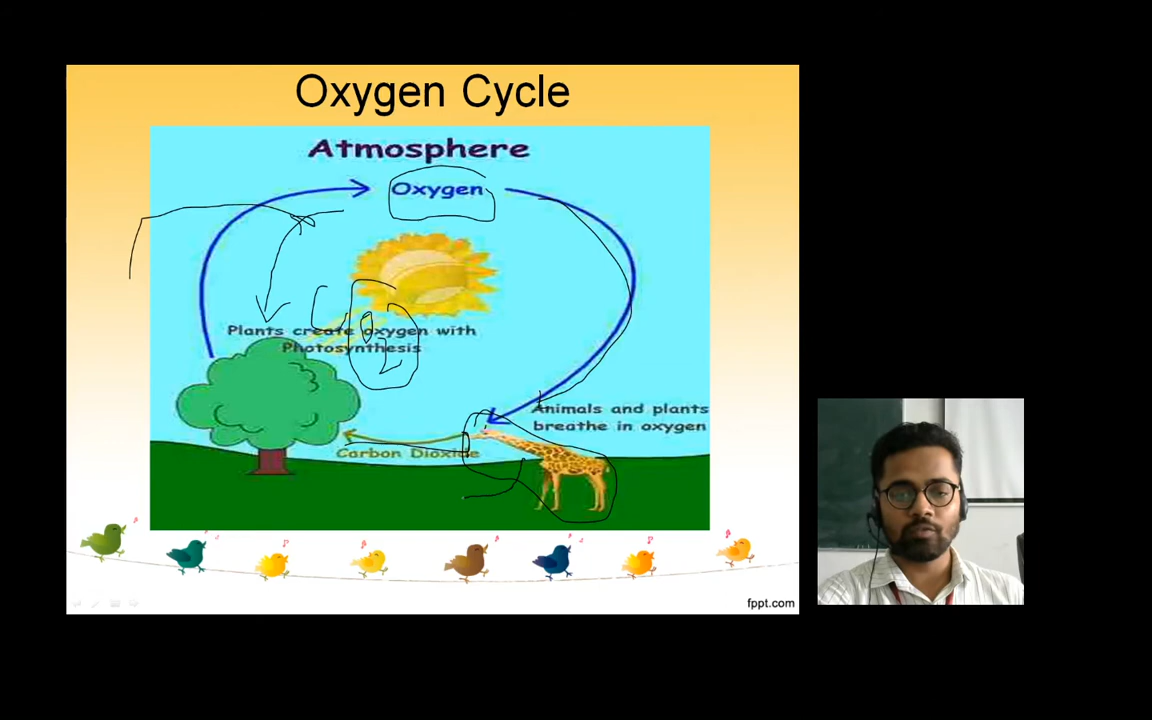 Oxygen Cycle
Atmosphere
Oxygen
Plants create oxygen with
Photosynthesis
Animals and plants
breathe in oxygen
Carbon Dioxide
O2
fppt.com